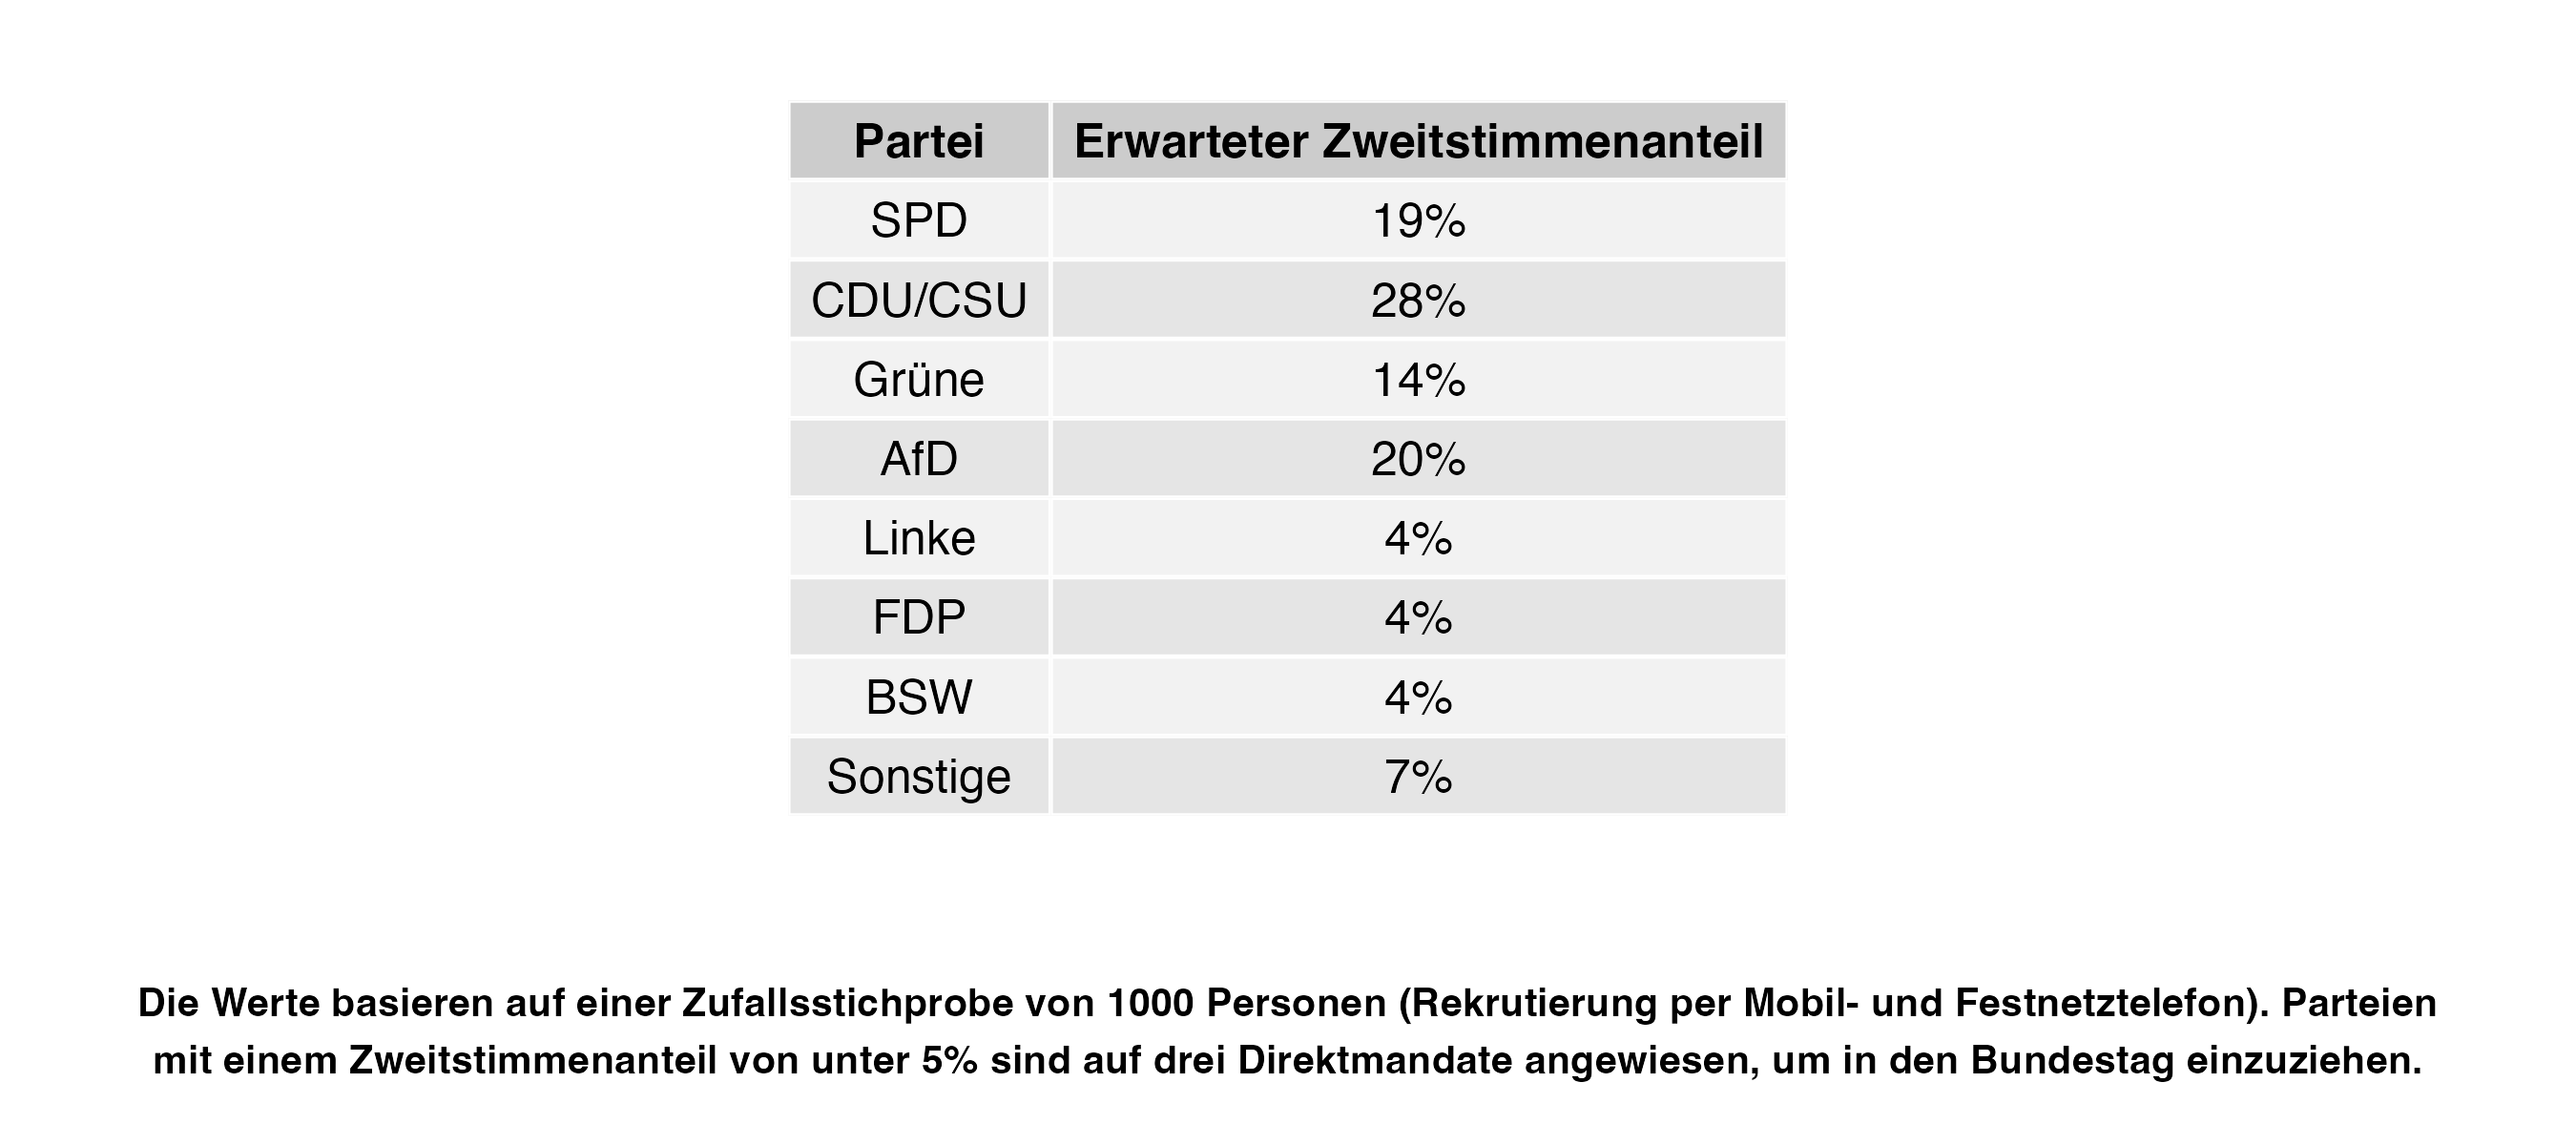 Partei Erwarteter Zweitstimmenanteil
SPD 19%
CDU/CSU 28%
Grüne 14%
AfD 20%
Linke 4%
FDP 4%
BSW 4%
Sonstige 7%
Die Werte basieren auf einer Zufallsstichprobe von 1000 Personen (Rekrutierung per Mobil- und Festnetztelefon). Parteien
mit einem Zweitstimmenanteil von unter 5% sind auf drei Direktmandate angewiesen, um in den Bundestag einzuziehen.